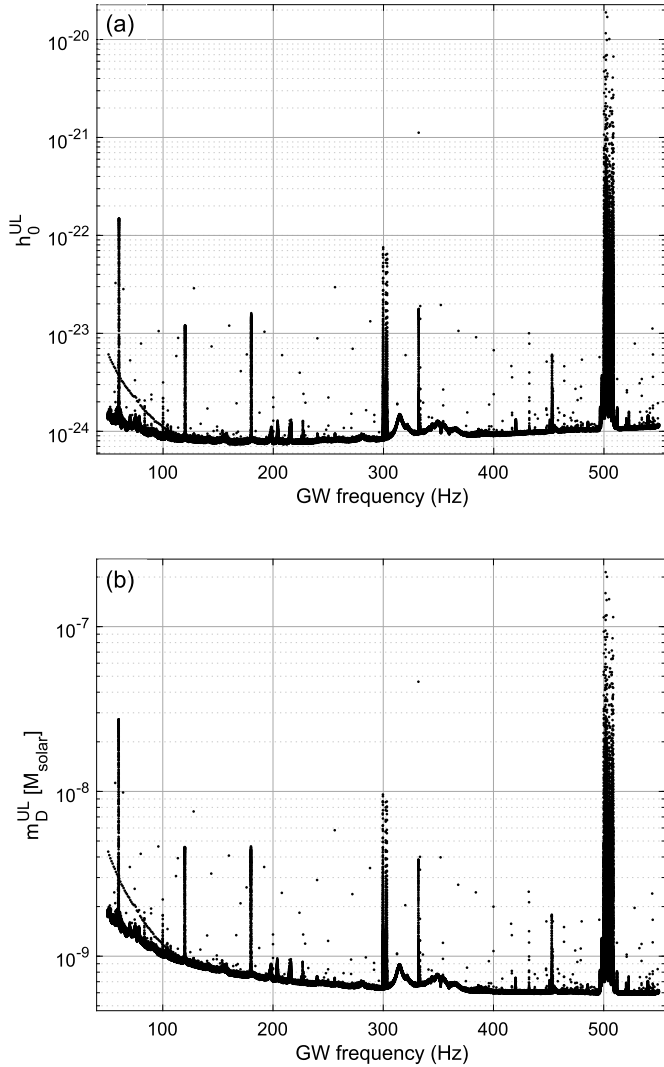 (a)
10^-20
10^-21
10^-22
10^-23
10^-24
h_0^UL
100 200 300 400 500
GW frequency (Hz)
(b)
10^-7
10^-8
10^-9
m_D^UL [M_solar]
100 200 300 400 500
GW frequency (Hz)